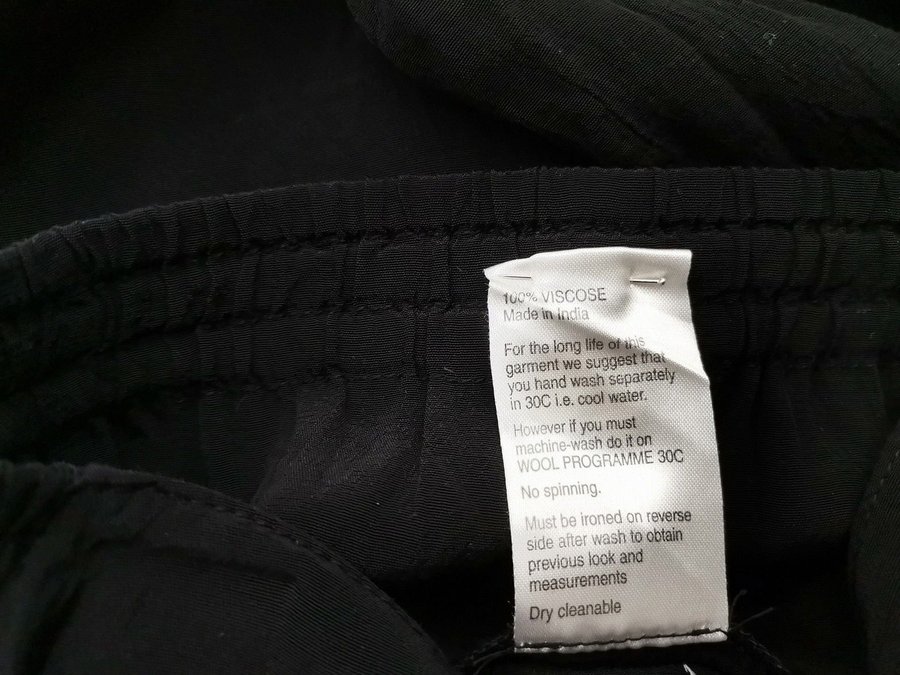 100% VISCOSE
Made in India
For the long life of this
garment we suggest that
you hand wash separately
in 30C i.e. cool water.
However if you must
machine-wash do it on
WOOL PROGRAMME 30C
No spinning.
Must be ironed on reverse
side after wash to obtain
previous look and
measurements
Dry cleanable